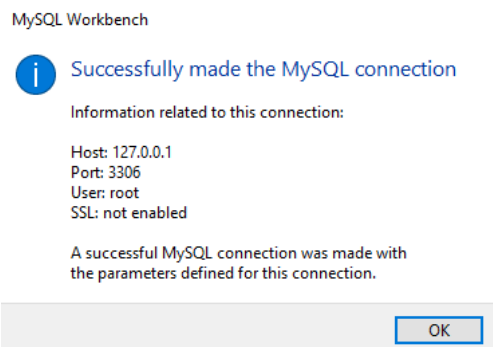 MySQL Workbench
Successfully made the MySQL connection
Information related to this connection:
Host: 127.0.0.1
Port: 3306
User: root
SSL: not enabled
A successful MySQL connection was made with
the parameters defined for this connection.
OK